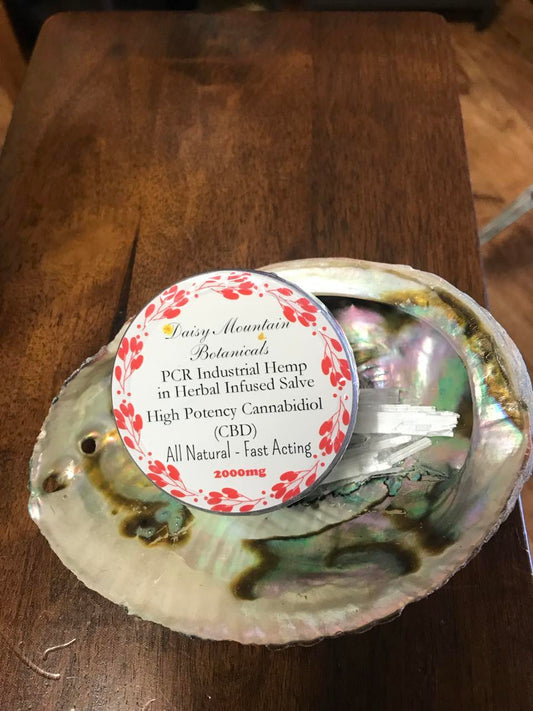 Daisy Mountain
Botanicals
PCR Industrial Hemp
in Herbal Infused Salve
High Potency Cannabidiol
(CBD)
All Natural - Fast Acting
2000mg